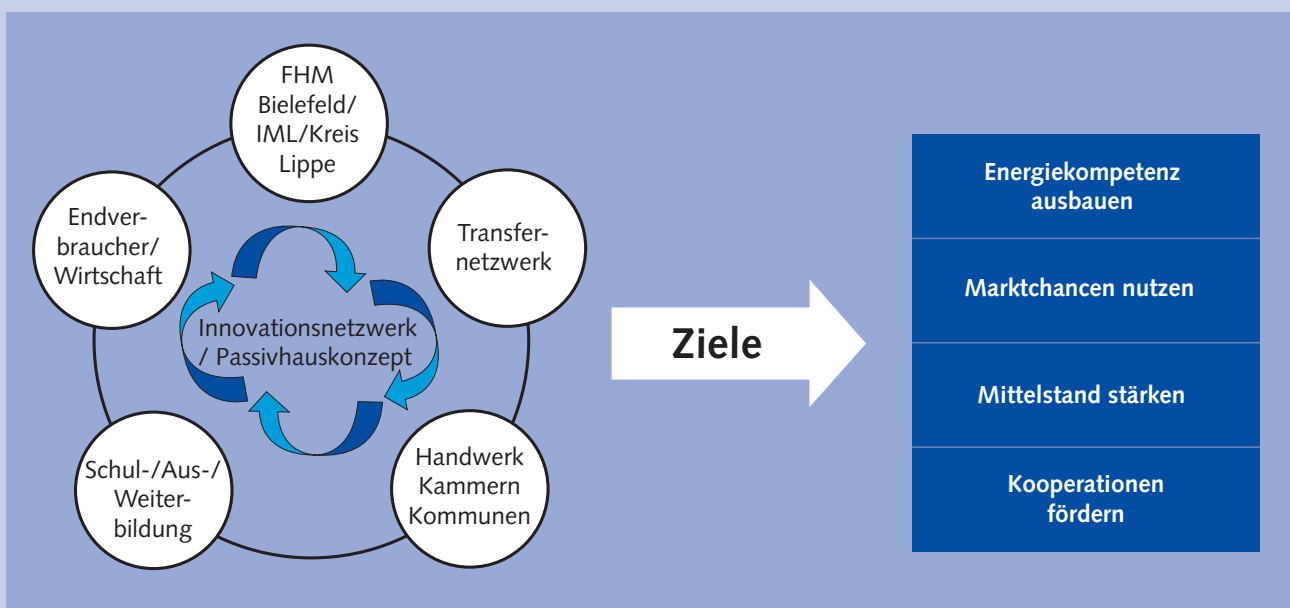 FHM
Bielefeld/
IML/Kreis
Lippe
Transfer-
netzwerk
Handwerk
Kammern
Kommunen
Schul-/Aus-/
Weiter-
bildung
Endver-
braucher/
Wirtschaft
Innovationsnetzwerk
/ Passivhauskonzept
Ziele
Energiekompetenz
ausbauen
Marktchancen nutzen
Mittelstand stärken
Kooperationen
fördern